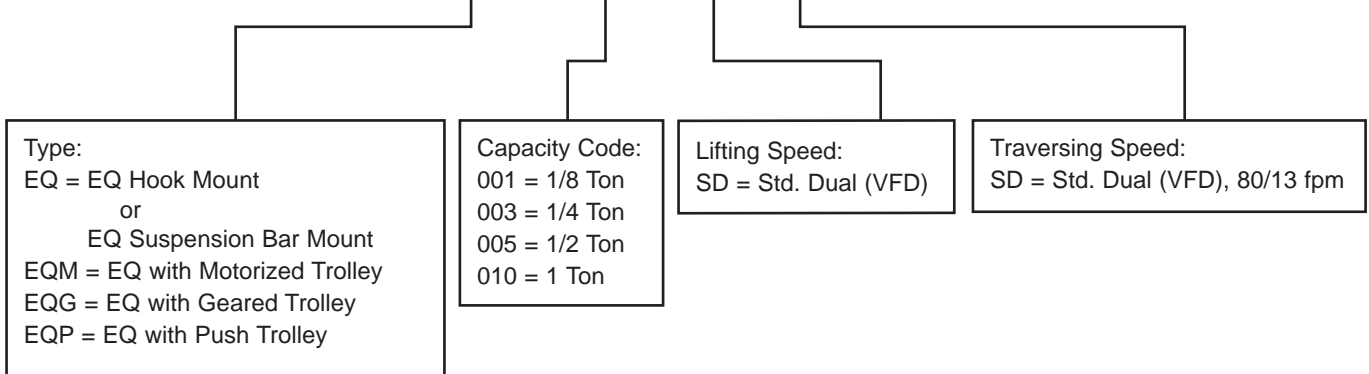 Type:
EQ = EQ Hook Mount
or
EQ Suspension Bar Mount
EQM = EQ with Motorized Trolley
EQG = EQ with Geared Trolley
EQP = EQ with Push Trolley
Capacity Code:
001 = 1/8 Ton
003 = 1/4 Ton
005 = 1/2 Ton
010 = 1 Ton
Lifting Speed:
SD = Std. Dual (VFD)
Traversing Speed:
SD = Std. Dual (VFD), 80/13 fpm